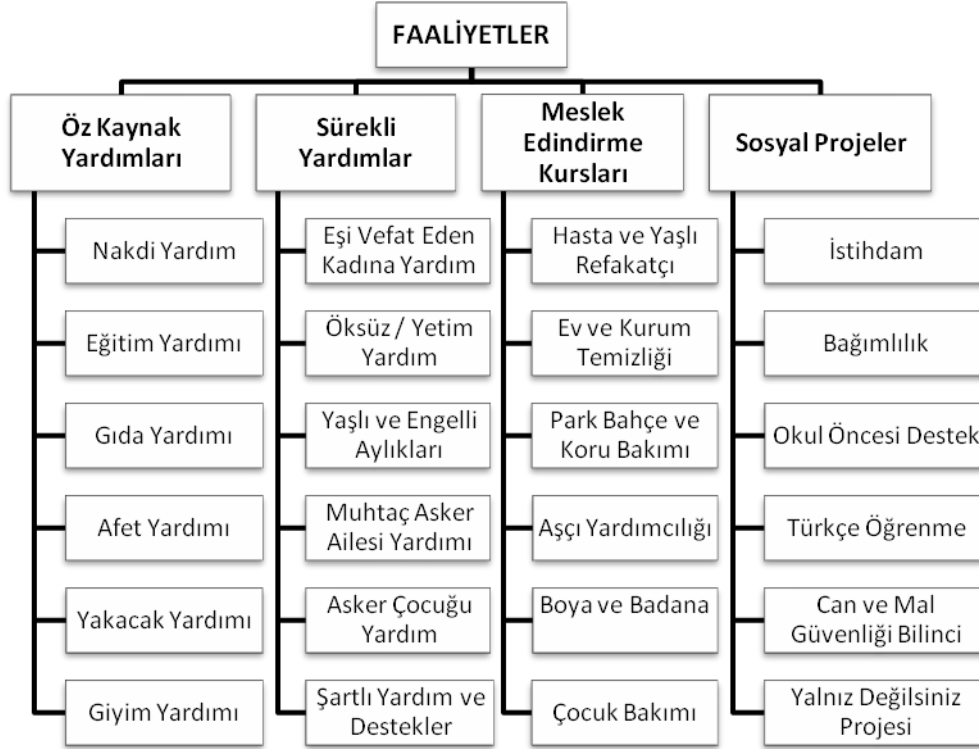 FAALİYETLER
Öz Kaynak
Yardımları
Nakdi Yardım
Eğitim Yardımı
Gıda Yardımı
Afet Yardımı
Yakacak Yardımı
Giyim Yardımı
Sürekli
Yardımlar
Eşi Vefat Eden
Kadına Yardım
Öksüz / Yetim
Yardım
Yaşlı ve Engelli
Aylıkları
Muhtaç Asker
Ailesi Yardımı
Asker Çocuğu
Yardım
Şartlı Yardım ve
Destekler
Meslek
Edindirme
Kursları
Hasta ve Yaşlı
Refakatçı
Ev ve Kurum
Temizliği
Park Bahçe ve
Koru Bakımı
Aşçı Yardımcılığı
Boya ve Badana
Çocuk Bakımı
Sosyal Projeler
İstihdam
Bağımlılık
Okul Öncesi Destek
Türkçe Öğrenme
Can ve Mal
Güvenliği Bilinci
Yalnız Değilsiniz
Projesi